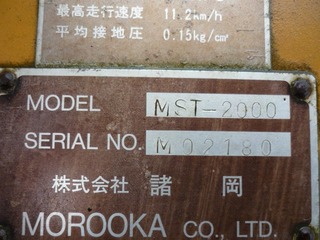 最高走行速度 11.2km/h
平均接地圧 0.15kg/cm²
MODEL MST-2000
SERIAL NO. M02180
株式会社 諸岡
MOROOKA CO., LTD.